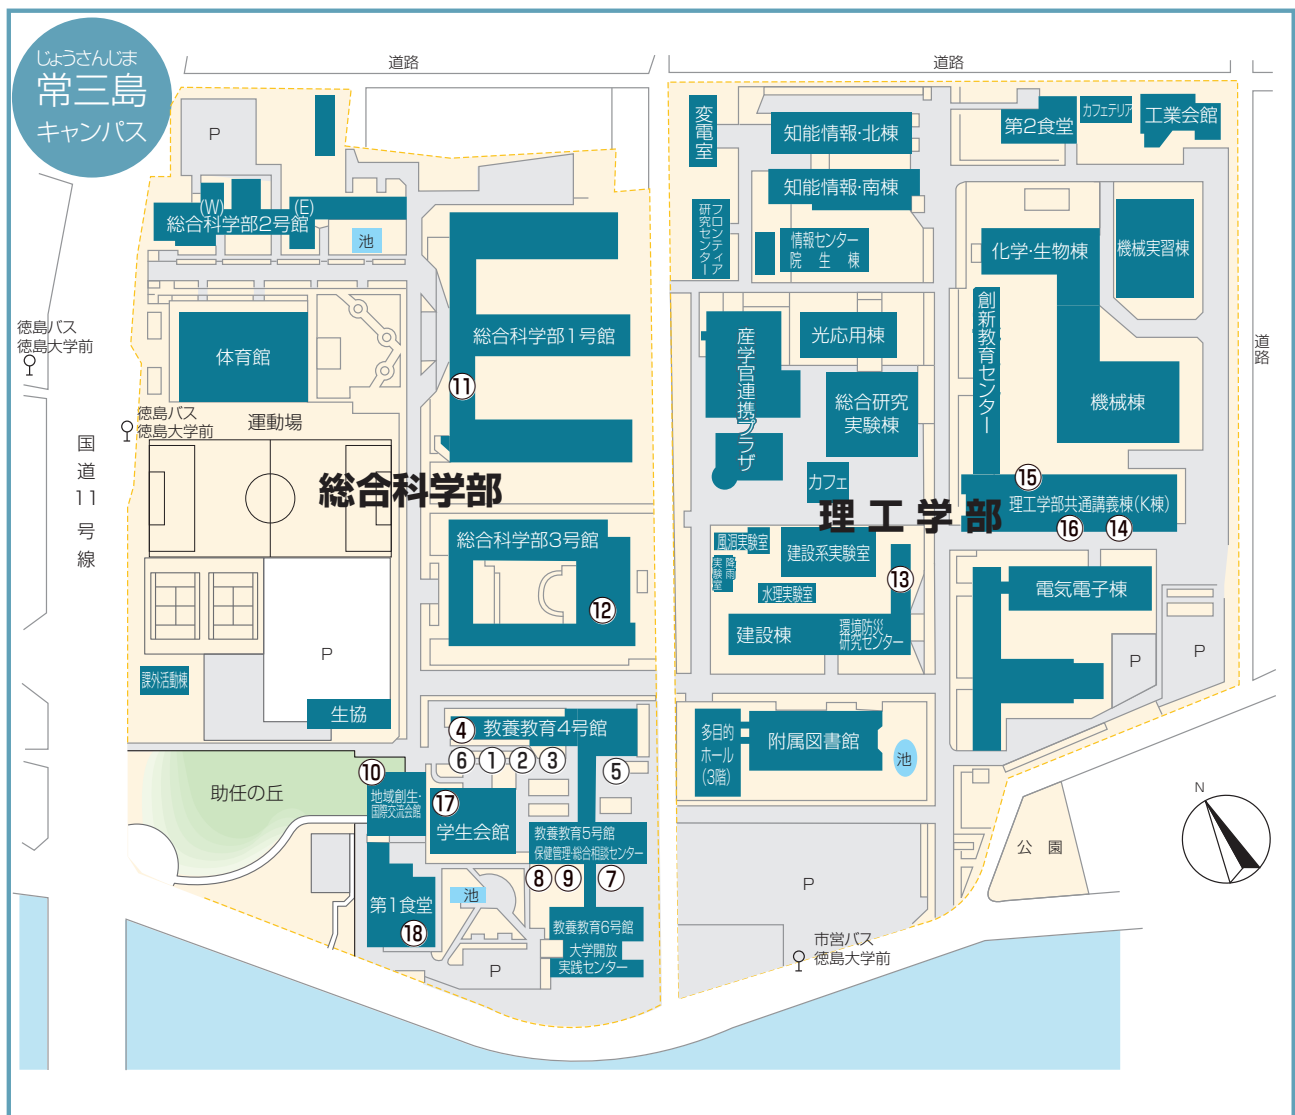 じょうさんじま
常三島
キャンパス
道路
道路
P
(W)
(E)
総合科学部2号館
池
変電室
知能情報・北棟
知能情報・南棟
フロンティア
研究センター
情報センター
院生棟
第2食堂
カフェテリア
工業会館
化学・生物棟
機械実習棟
徳島バス
徳島大学前
体育館
総合科学部1号館
⑪
産学官連携プラザ
光応用棟
総合研究
実験棟
創新教育センター
機械棟
道路
徳島バス
徳島大学前
運動場
国道11号線
総合科学部
カフェ
理工学部
⑮
理工学部共通講義棟(K棟)
⑯
⑭
総合科学部3号館
⑫
風洞実験室
降雨
実験室
建設系実験室
水理実験室
⑬
建設棟
環境防災
研究センター
電気電子棟
P
P
P
課外活動棟
生協
④
教養教育4号館
⑥
①
②
③
⑤
多目的
ホール
(3階)
附属図書館
池
助任の丘
⑩
地域創生・
国際交流会館
⑰
学生会館
教養教育5号館
保健管理・総合相談センター
⑧
⑨
⑦
第1食堂
⑱
池
教養教育6号館
大学開放
実践センター
P
P
公園
N
市営バス
徳島大学前